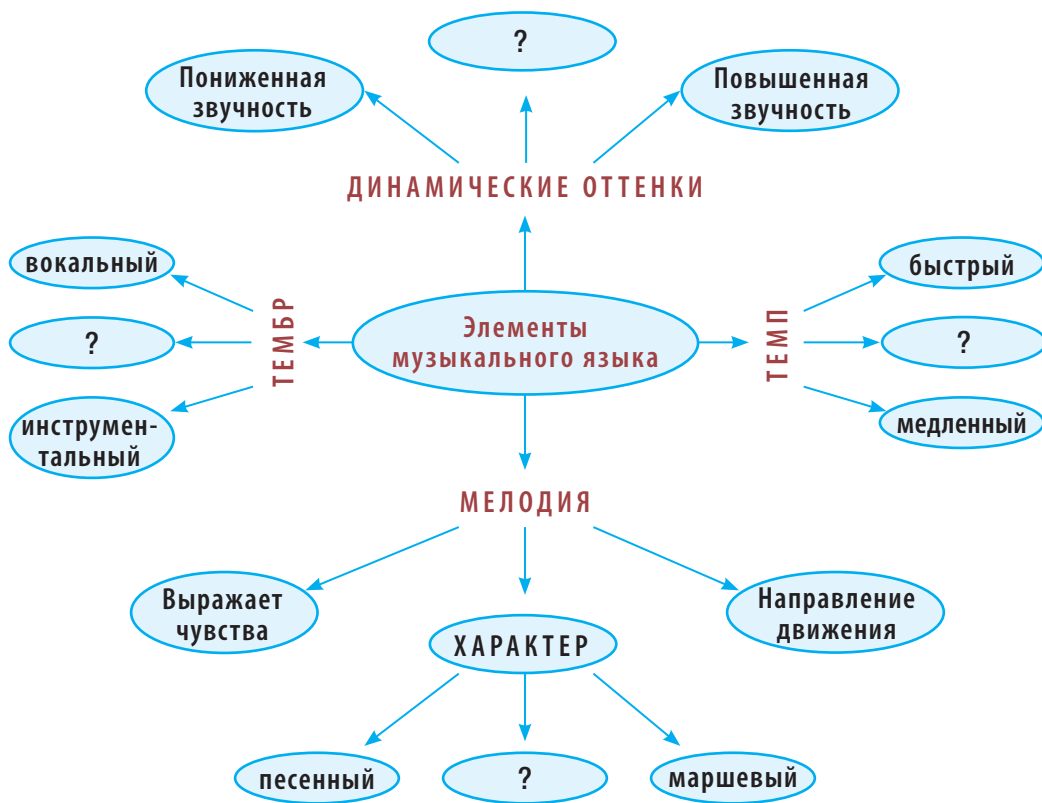 ?
Пониженная
звучность
Повышенная
звучность
ДИНАМИЧЕСКИЕ ОТТЕНКИ
вокальный
?
инструмен-
тальный
ТЕМБР
Элементы
музыкального языка
ТЕМП
быстрый
?
медленный
МЕЛОДИЯ
Выражает
чувства
ХАРАКТЕР
Направление
движения
песенный
?
маршевый